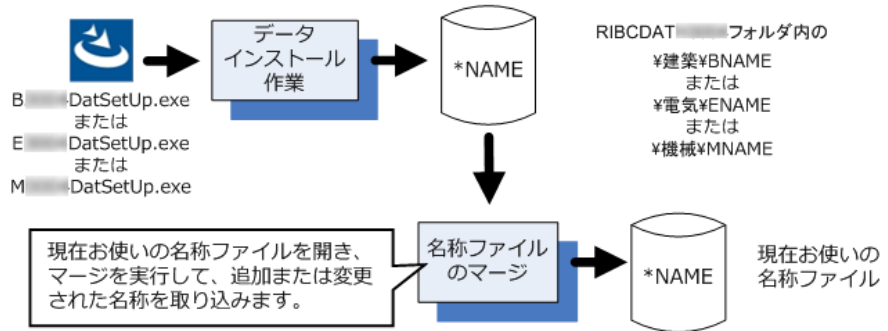 データ
インストール
作業
*NAME
RIBCDAT フォルダ内の
¥建築¥BNAME
または
¥電気¥ENAME
または
¥機械¥MNAME
B DatSetUp.exe
または
E DatSetUp.exe
または
M DatSetUp.exe
現在お使いの名称ファイルを開き、
マージを実行して、追加または変更
された名称を取り込みます。
名称ファイル
のマージ
*NAME
現在お使いの
名称ファイル